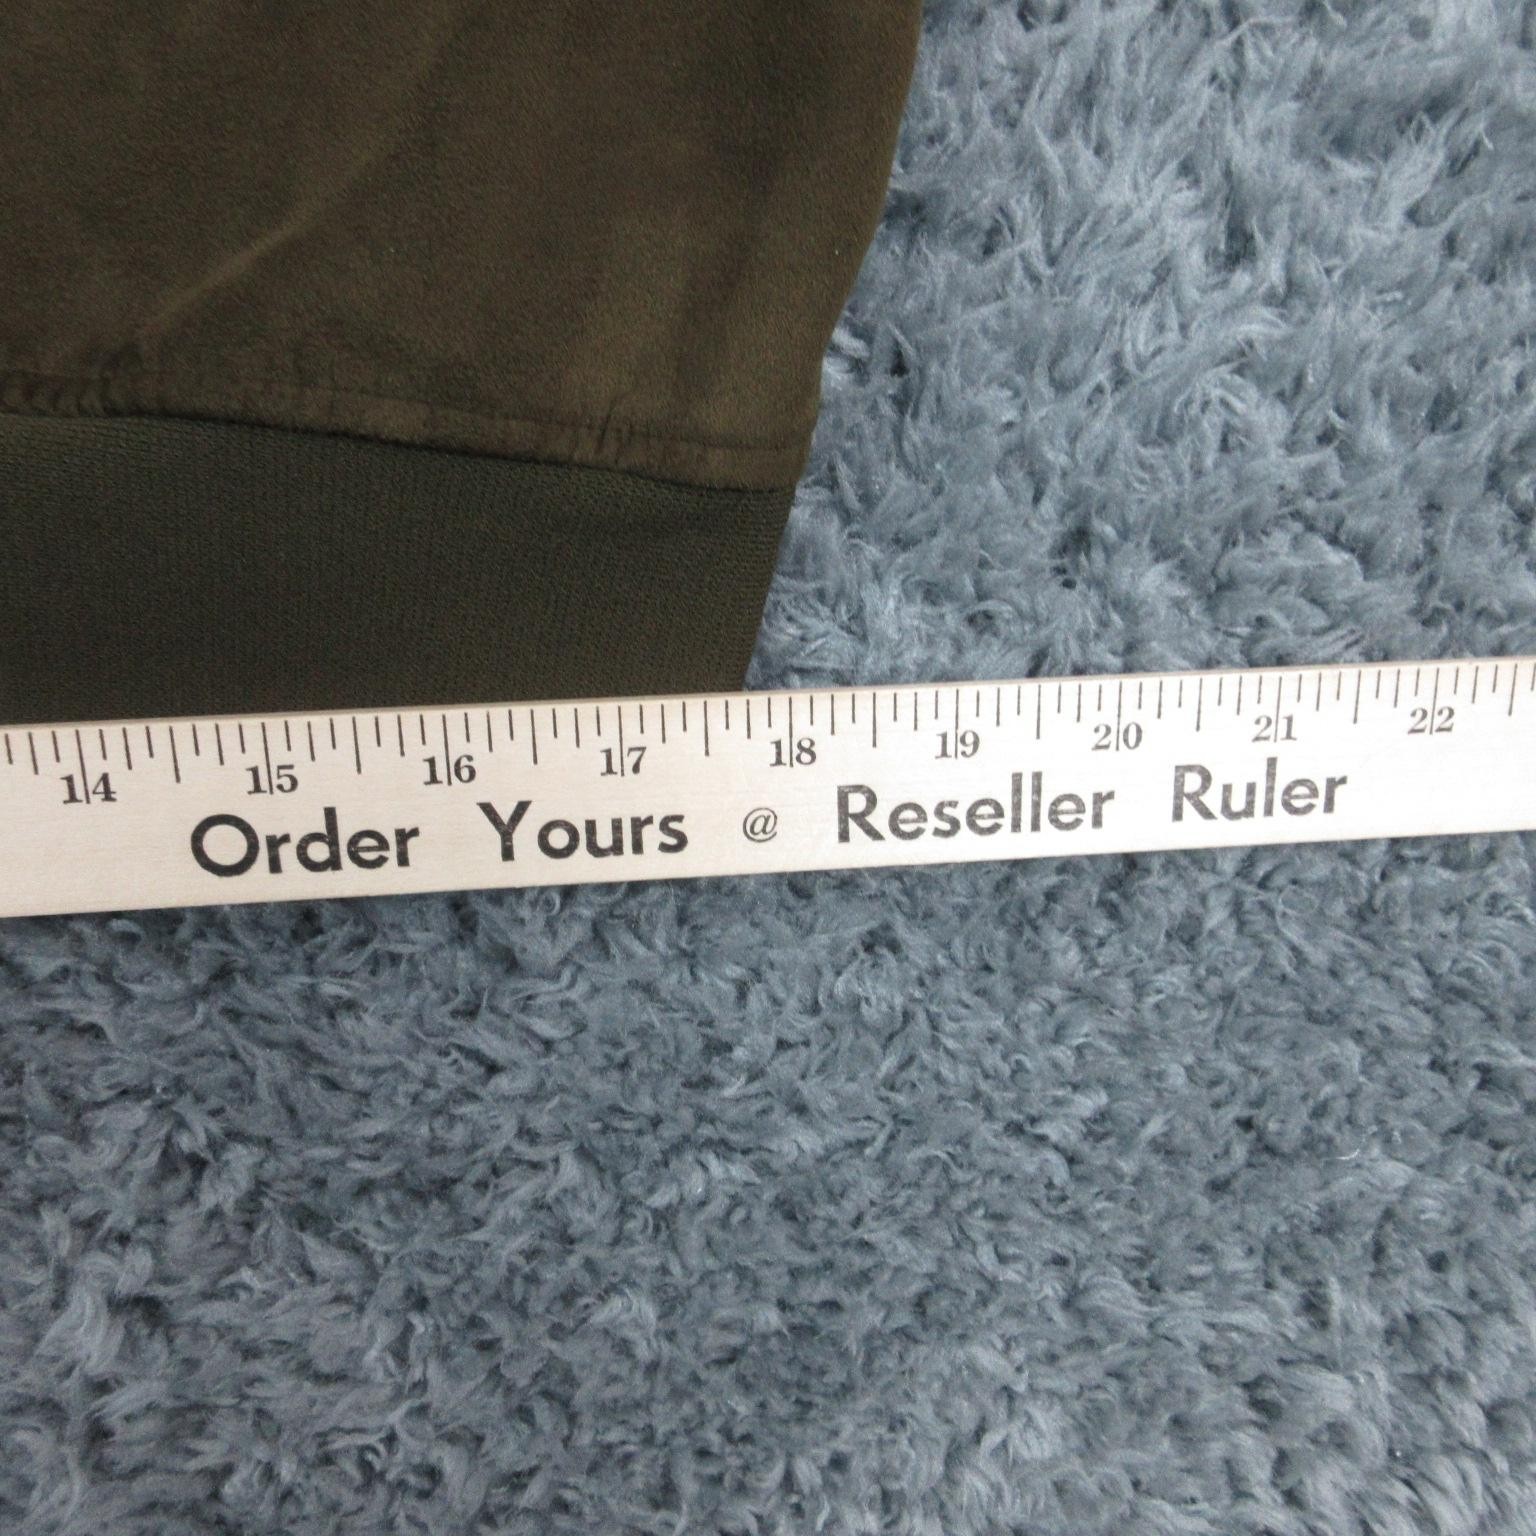 14 15 16 17 18 19 20 21 22
Order Yours @ Reseller Ruler